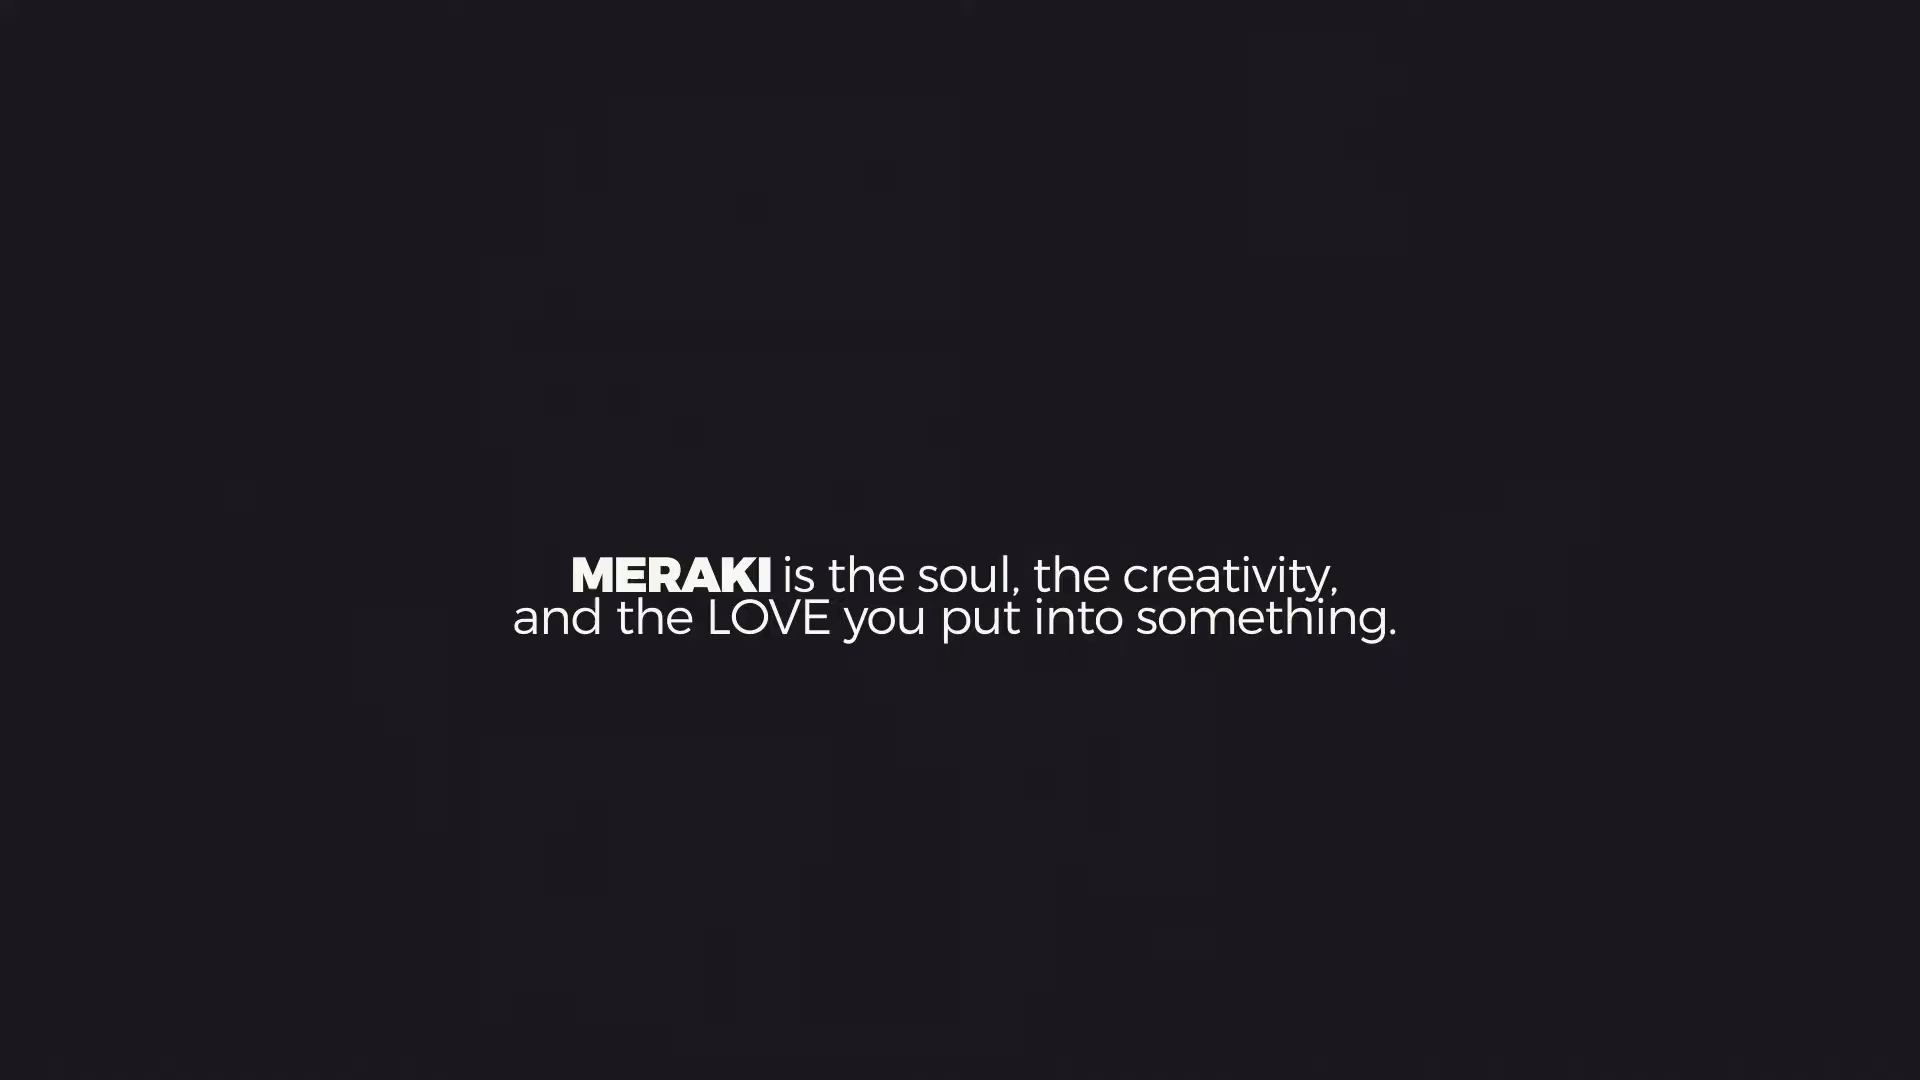 MERAKI is the soul, the creativity,
and the LOVE you put into something.